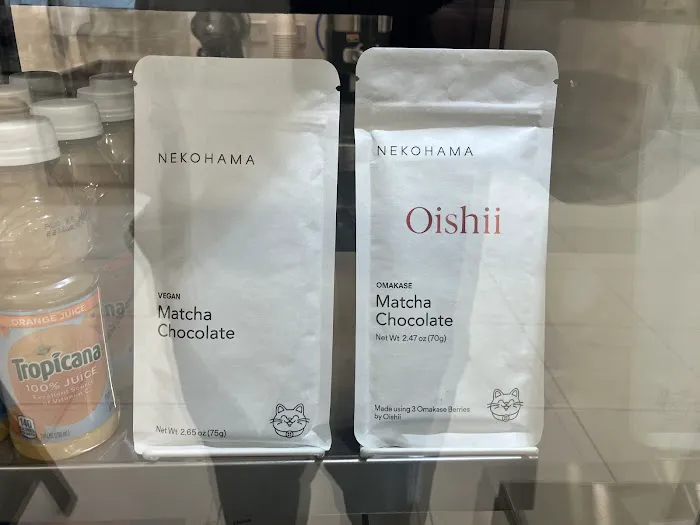 NEKOHAMA
VEGAN
Matcha
Chocolate
Net Wt. 2.65 oz (75g)
NEKOHAMA
Oishii
OMAKASE
Matcha
Chocolate
Net Wt. 2.47 oz (70g)
Made using 3 Omakase Berries
by Oishii
ORANGE JUICE
Tropicana
100% JUICE